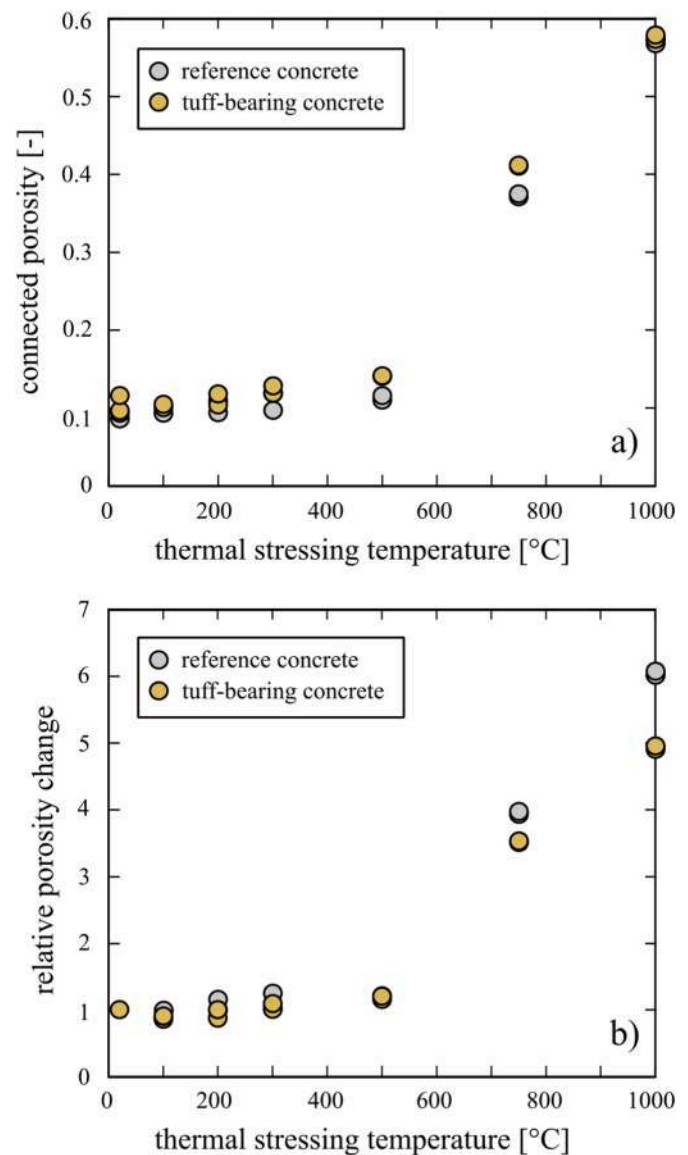 0.6
0.5
0.4
0.3
0.2
0.1
0
connected porosity [-]
reference concrete
tuff-bearing concrete
a)
0 200 400 600 800 1000
thermal stressing temperature [°C]
7
6
5
4
3
2
1
0
relative porosity change
reference concrete
tuff-bearing concrete
b)
0 200 400 600 800 1000
thermal stressing temperature [°C]